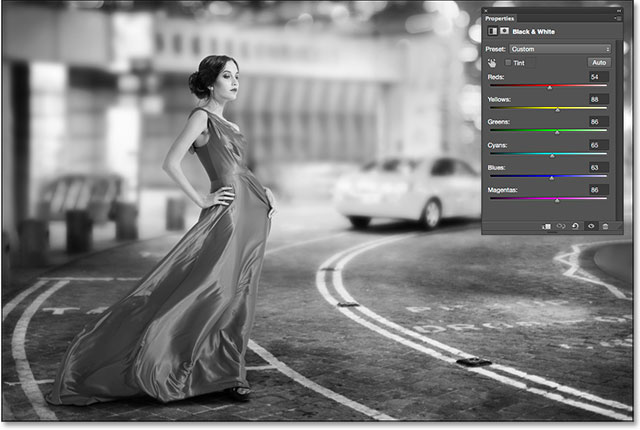 Properties
Black & White
Preset: Custom
Tint Auto
Reds: 54
Yellows: 88
Greens: 86
Cyans: 65
Blues: 63
Magentas: 86